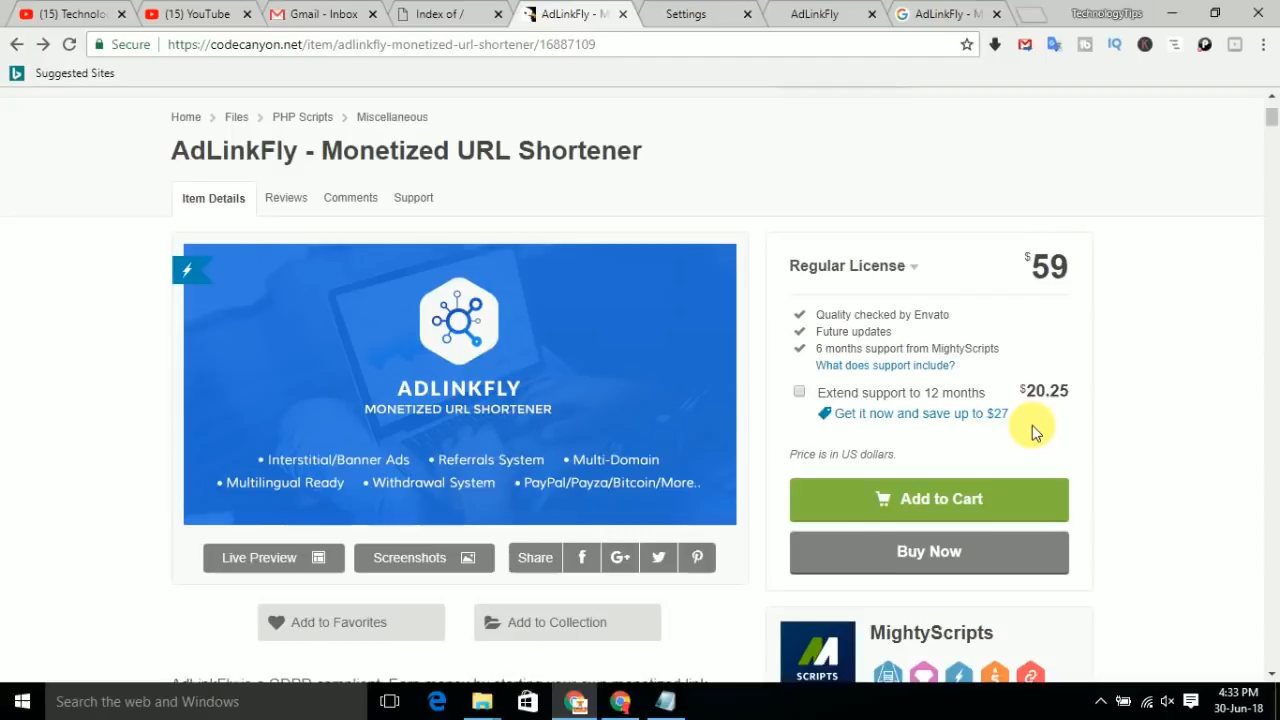 (15) Technolo
(15) YouTube
Gmail - Inbox
Index of /
AdLinkFly - M
Settings
AdLinkFly
AdLinkFly - M
TechnologyTips
Secure
https://codecanyon.net/item/adlinkfly-monetized-url-shortener/16887109
Suggested Sites
Home
Files
PHP Scripts
Miscellaneous
AdLinkFly - Monetized URL Shortener
Item Details
Reviews
Comments
Support
ADLINKFLY
MONETIZED URL SHORTENER
• Interstitial/Banner Ads • Referrals System • Multi-Domain
• Multilingual Ready • Withdrawal System • PayPal/Payza/Bitcoin/More..
Live Preview
Screenshots
Share
Add to Favorites
Add to Collection
Regular License
$59
Quality checked by Envato
Future updates
6 months support from MightyScripts
What does support include?
Extend support to 12 months
$20.25
Get it now and save up to $27
Price is in US dollars.
Add to Cart
Buy Now
MightyScripts
SCRIPTS
Search the web and Windows
4:33 PM
30-Jun-18